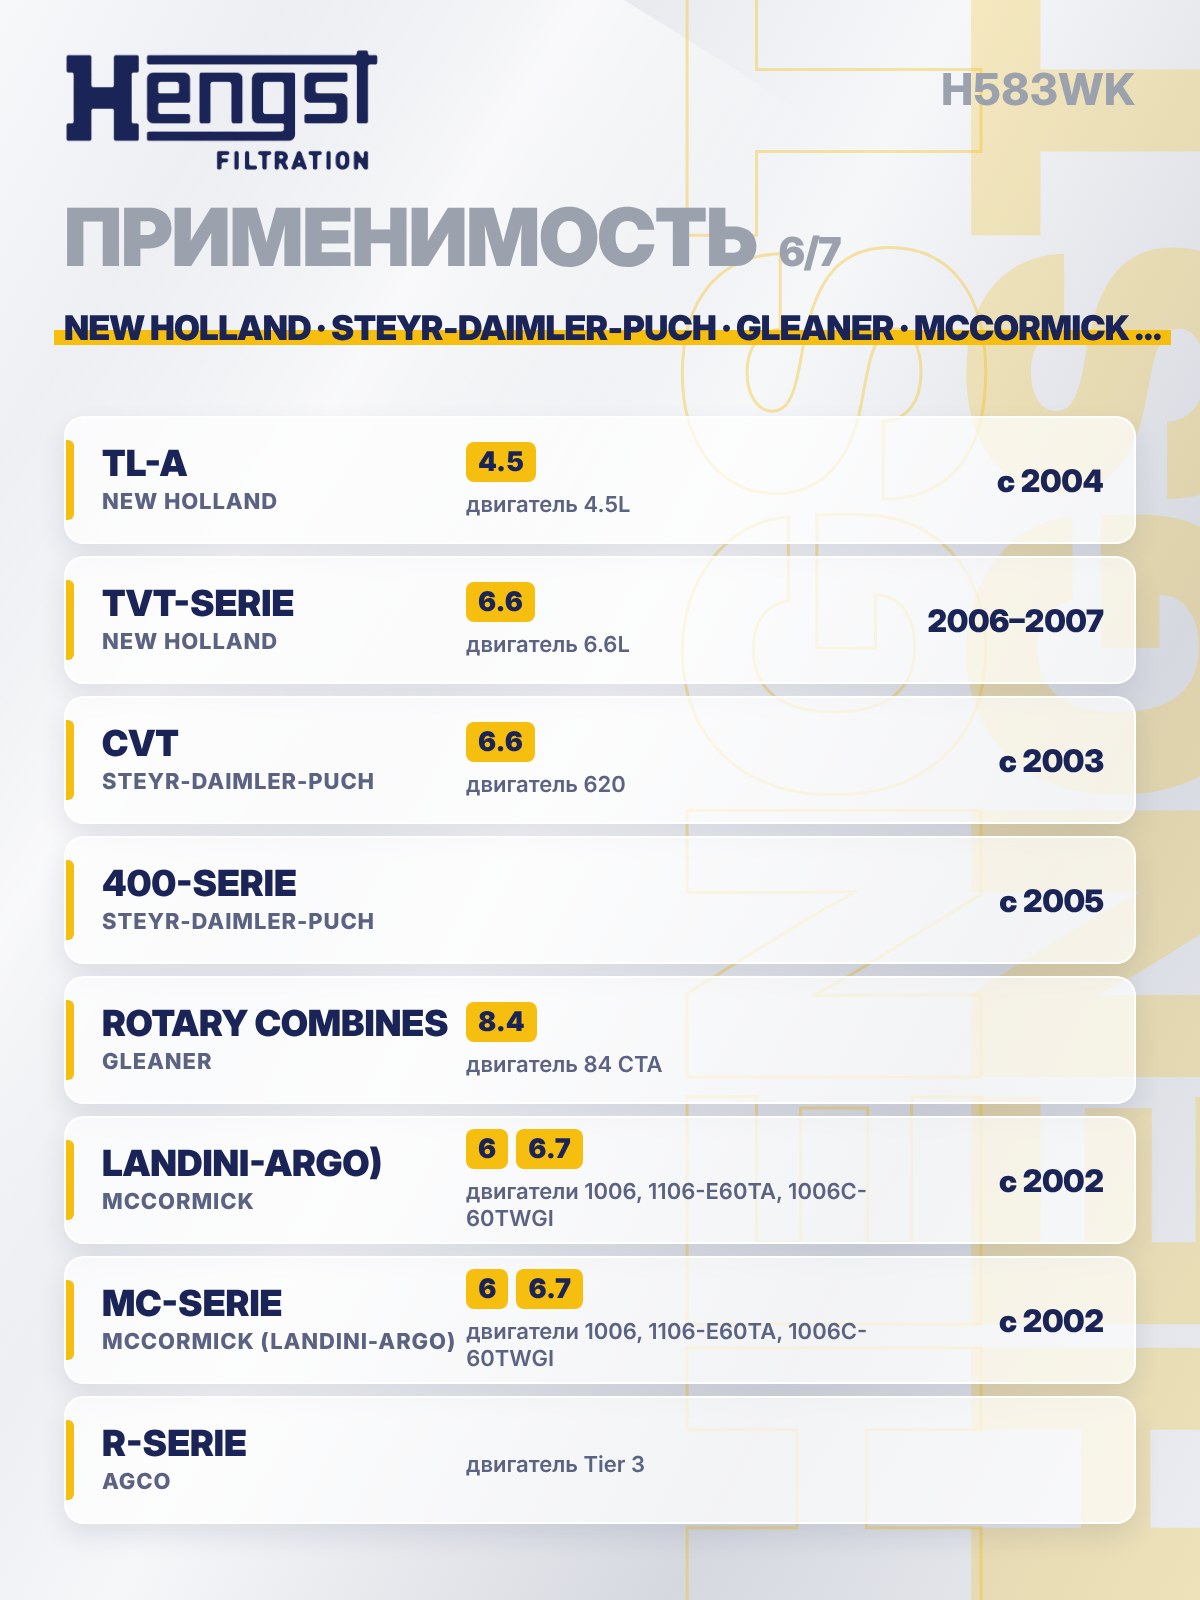 Hengst
FILTRATION
H583WK
ПРИМЕНИМОСТЬ 6/7
NEW HOLLAND · STEYR-DAIMLER-PUCH · GLEANER · MCCORMICK ...
TL-A
NEW HOLLAND
4.5
двигатель 4.5L
с 2004
TVT-SERIE
NEW HOLLAND
6.6
двигатель 6.6L
2006–2007
CVT
STEYR-DAIMLER-PUCH
6.6
двигатель 620
с 2003
400-SERIE
STEYR-DAIMLER-PUCH
с 2005
ROTARY COMBINES
GLEANER
8.4
двигатель 84 CTA
LANDINI-ARGO)
MCCORMICK
6 6.7
двигатели 1006, 1106-E60TA, 1006C-
60TWGI
с 2002
MC-SERIE
MCCORMICK (LANDINI-ARGO)
6 6.7
двигатели 1006, 1106-E60TA, 1006C-
60TWGI
с 2002
R-SERIE
AGCO
двигатель Tier 3
HENGST
HENGST